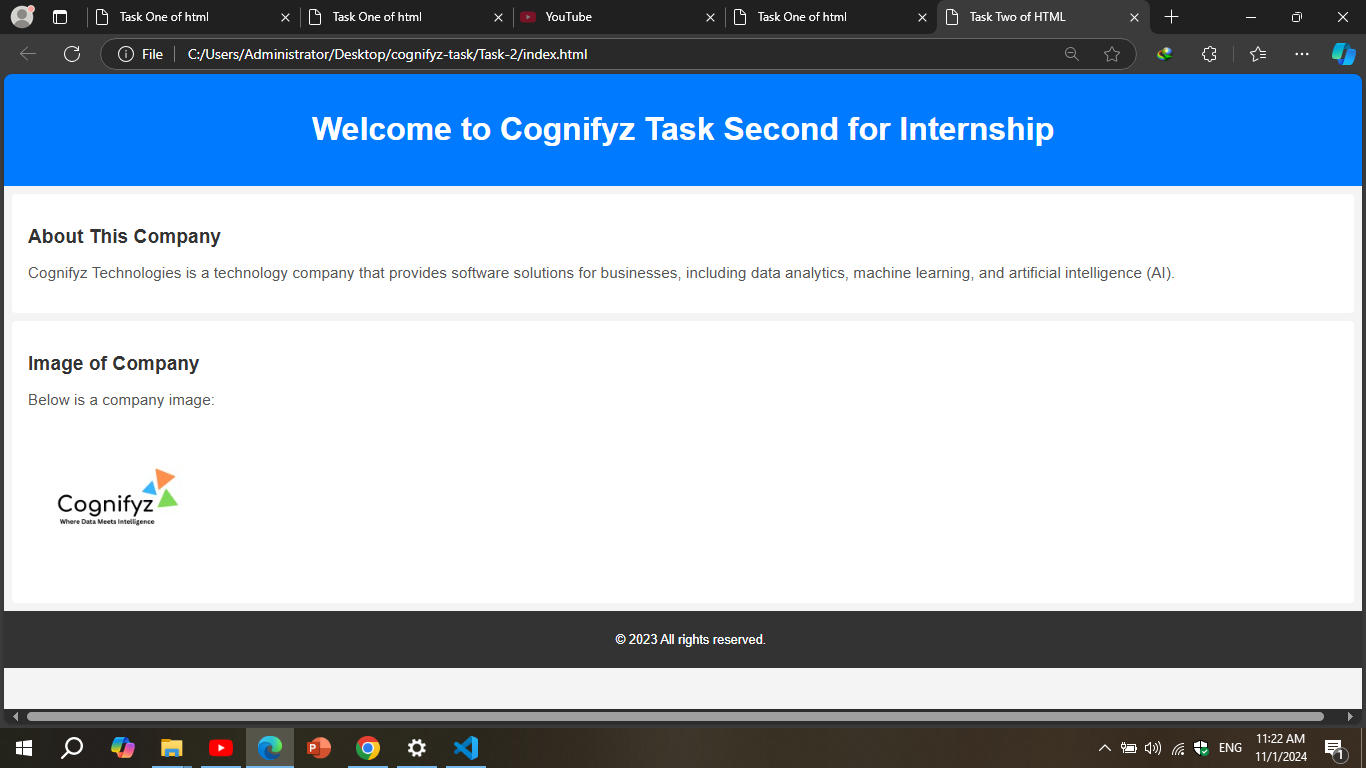 Task One of html
Task One of html
YouTube
Task One of html
Task Two of HTML
File
C:/Users/Administrator/Desktop/cognifyz-task/Task-2/index.html
Welcome to Cognifyz Task Second for Internship
About This Company
Cognifyz Technologies is a technology company that provides software solutions for businesses, including data analytics, machine learning, and artificial intelligence (AI).
Image of Company
Below is a company image:
Cognifyz
Where Data Meets Intelligence
© 2023 All rights reserved.
P
ENG
11:22 AM
11/1/2024
1